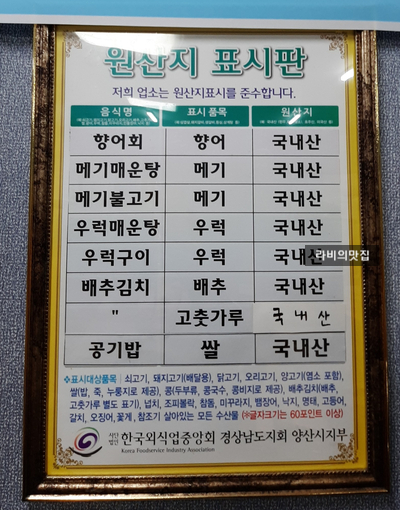 원산지 표시판
저희 업소는 원산지표시를 준수합니다.
음식명 표시 품목 원산지
향어회 향어 국내산
메기매운탕 메기 국내산
메기불고기 메기 국내산
우럭매운탕 우럭 국내산
우럭구이 우럭 국내산
라비의맛집
배추김치 배추 국내산
" 고춧가루 국내산
공기밥 쌀 국내산
❖표시대상품목 | 쇠고기, 돼지고기(배달용), 닭고기, 오리고기, 양고기(염소 포함),
쌀(밥, 죽, 누룽지로 제공), 콩(두부류, 콩국수, 콩비지로 제공), 배추김치(배추,
고춧가루 별도 표기), 넙치, 조피볼락, 참돔, 미꾸라지, 뱀장어, 낙지, 명태, 고등어,
갈치, 오징어, 꽃게, 참조기 살아있는 모든 수산물 (※글자크기는 60포인트 이상)
사단법인 한국외식업중앙회 경상남도지회 양산시지부
Korea Foodservice Industry Association